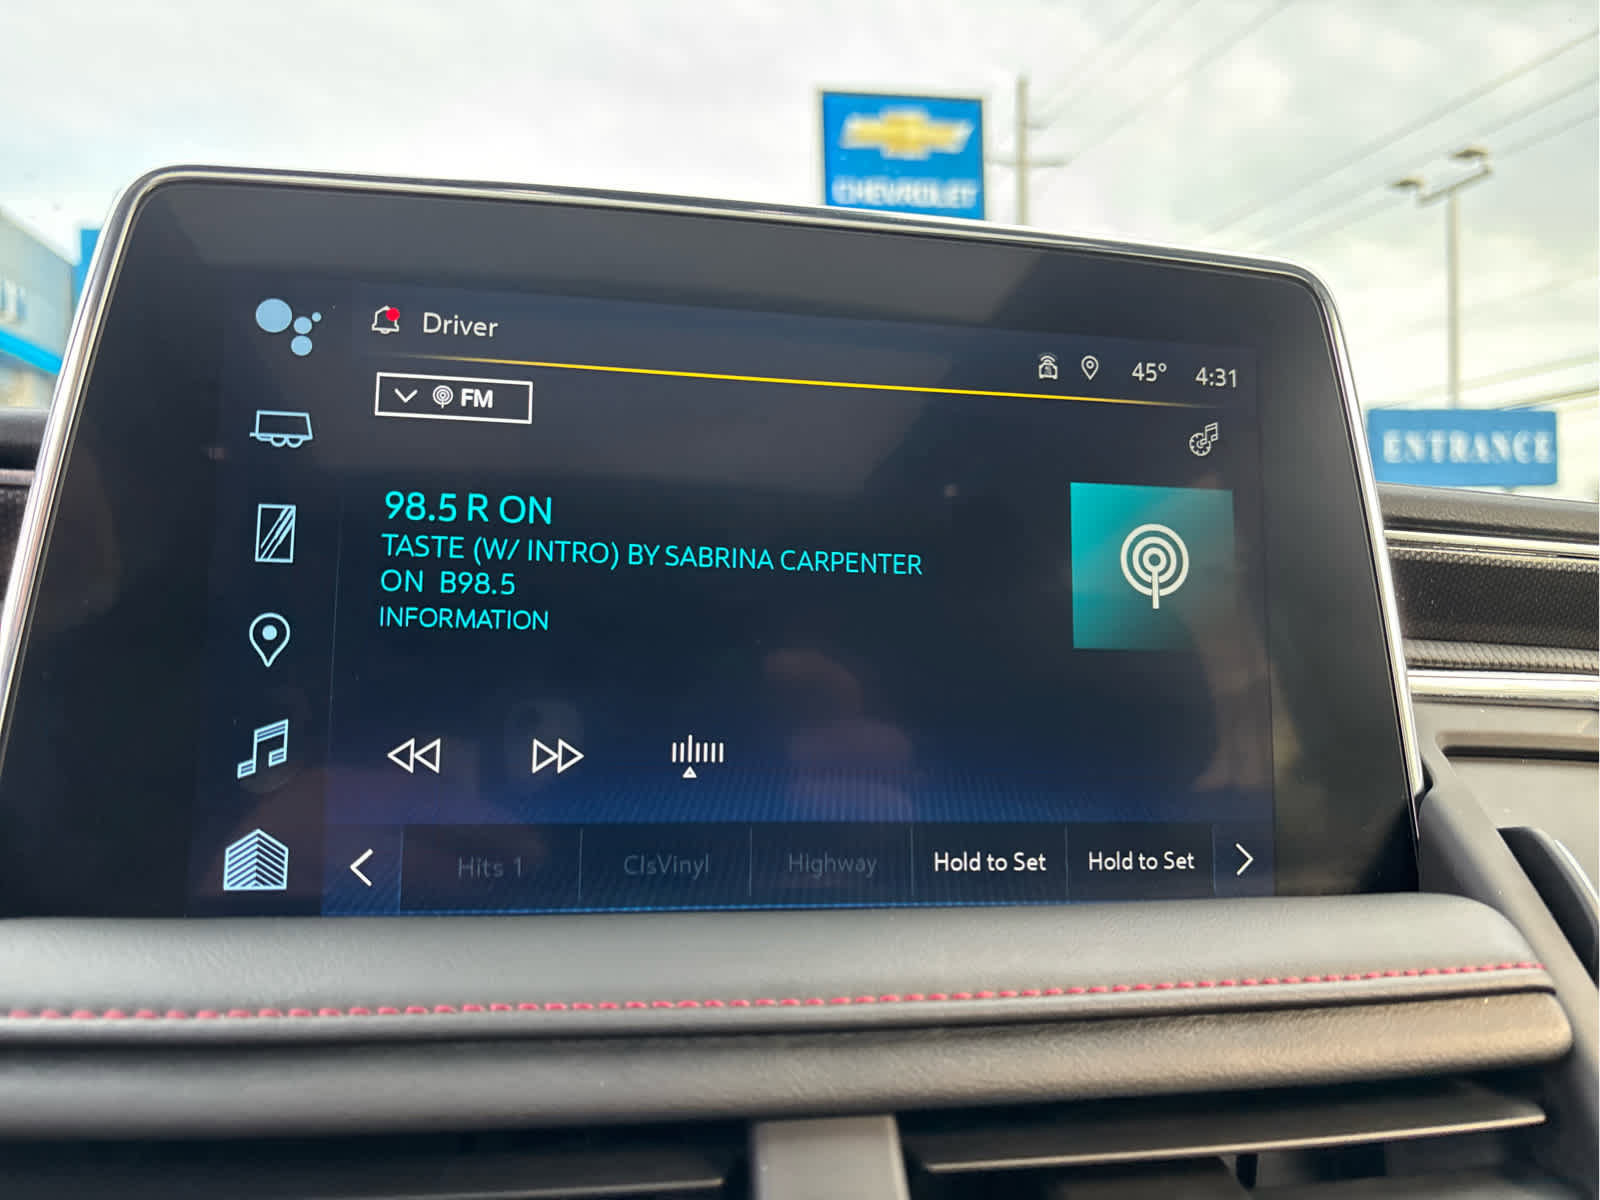 CHEVROLET
Driver
45° 4:31
FM
ENTRANCE
98.5 R ON
TASTE (W/ INTRO) BY SABRINA CARPENTER
ON B98.5
INFORMATION
Hits 1 ClsVinyl Highway Hold to Set Hold to Set